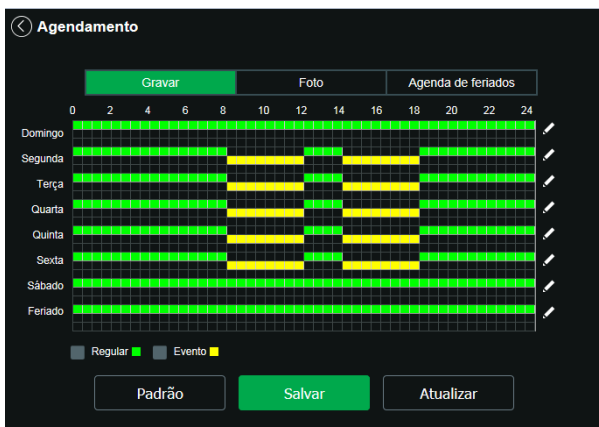 Agendamento
Gravar Foto Agenda de feriados
0 2 4 6 8 10 12 14 16 18 20 22 24
Domingo
Segunda
Terça
Quarta
Quinta
Sexta
Sábado
Feriado
Regular Evento
Padrão Salvar Atualizar